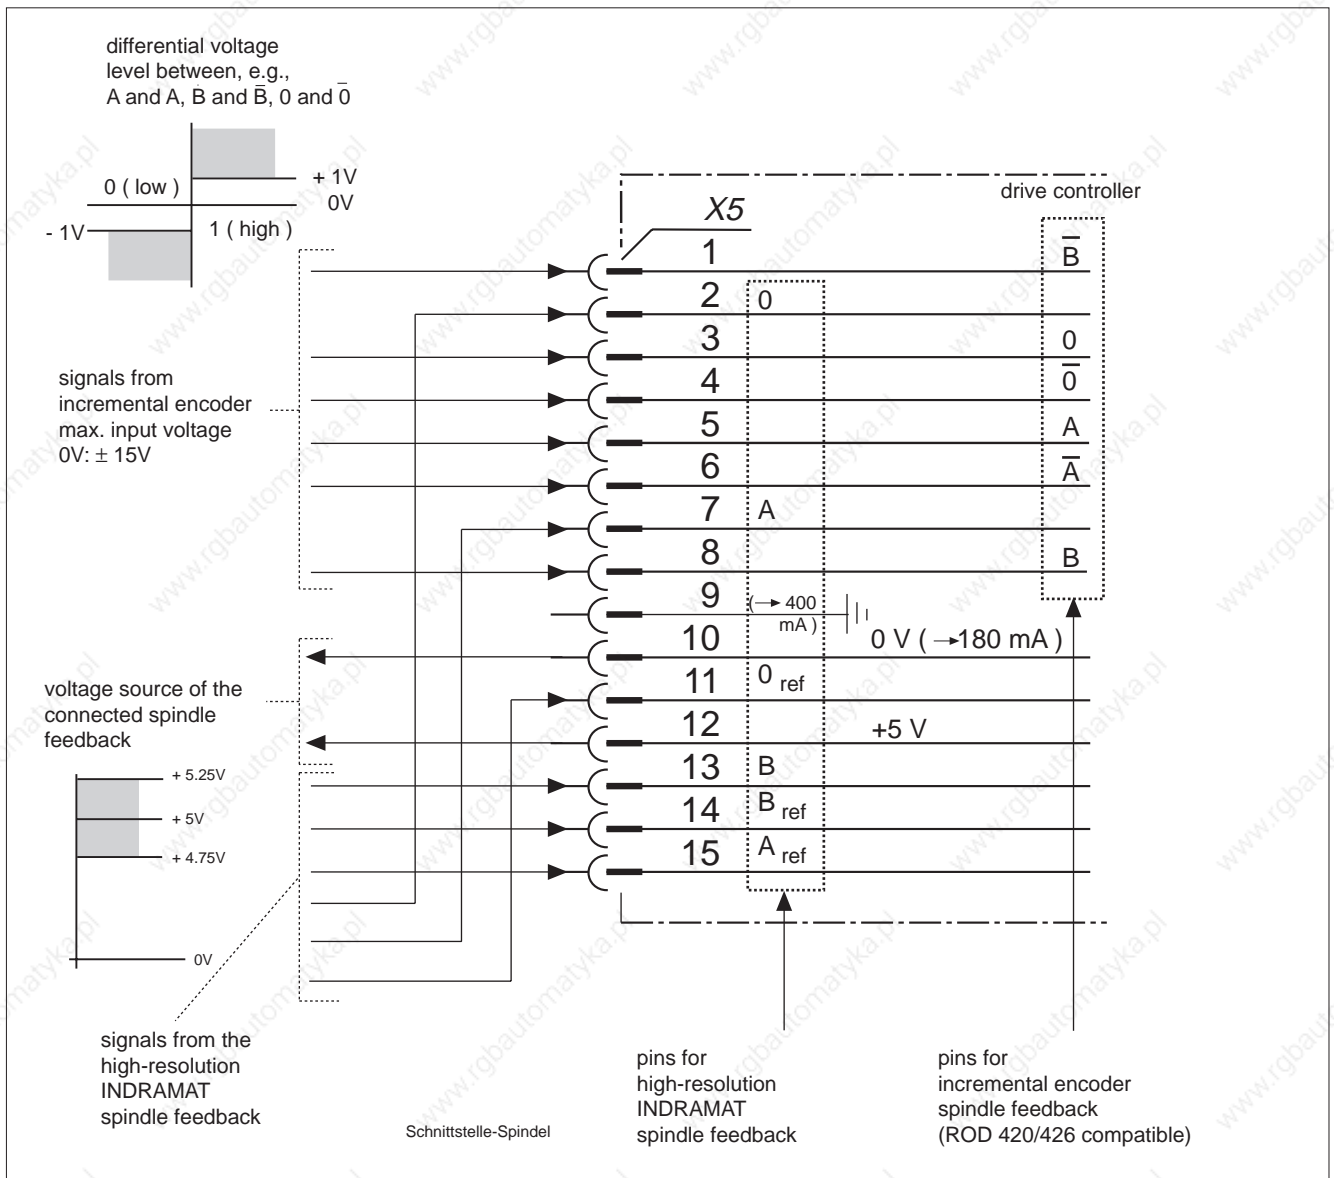 differential voltage
level between, e.g.,
A and A, B and B̅, 0 and 0̅
0 ( low )
+ 1V
0V
- 1V
1 ( high )
signals from
incremental encoder
max. input voltage
0V: ± 15V
voltage source of the
connected spindle
feedback
+ 5.25V
+ 5V
+ 4.75V
0V
signals from the
high-resolution
INDRAMAT
spindle feedback
Schnittstelle-Spindel
drive controller
X5
1 B̅
2 0
3 0
4 0̅
5 A
6 A̅
7 A
8 B
9 (→ 400
mA )
10 0 V ( →180 mA )
11 0 ref
12 +5 V
13 B
14 B ref
15 A ref
pins for
high-resolution
INDRAMAT
spindle feedback
pins for
incremental encoder
spindle feedback
(ROD 420/426 compatible)
www.rgbautomatyka.pl